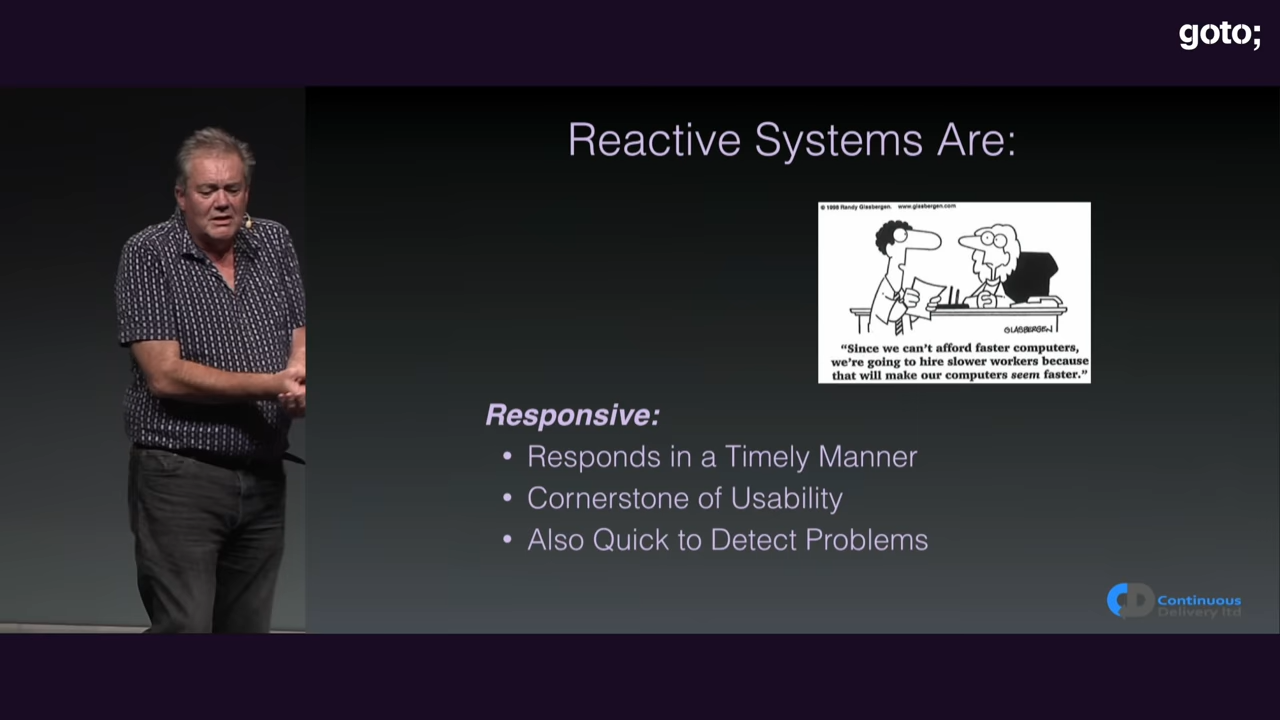 goto;
Reactive Systems Are:
© 1998 Randy Glasbergen. www.glasbergen.com
GLASBERGEN
"Since we can't afford faster computers,
we're going to hire slower workers because
that will make our computers seem faster."
Responsive:
• Responds in a Timely Manner
• Cornerstone of Usability
• Also Quick to Detect Problems
CD
Continuous
Delivery ltd